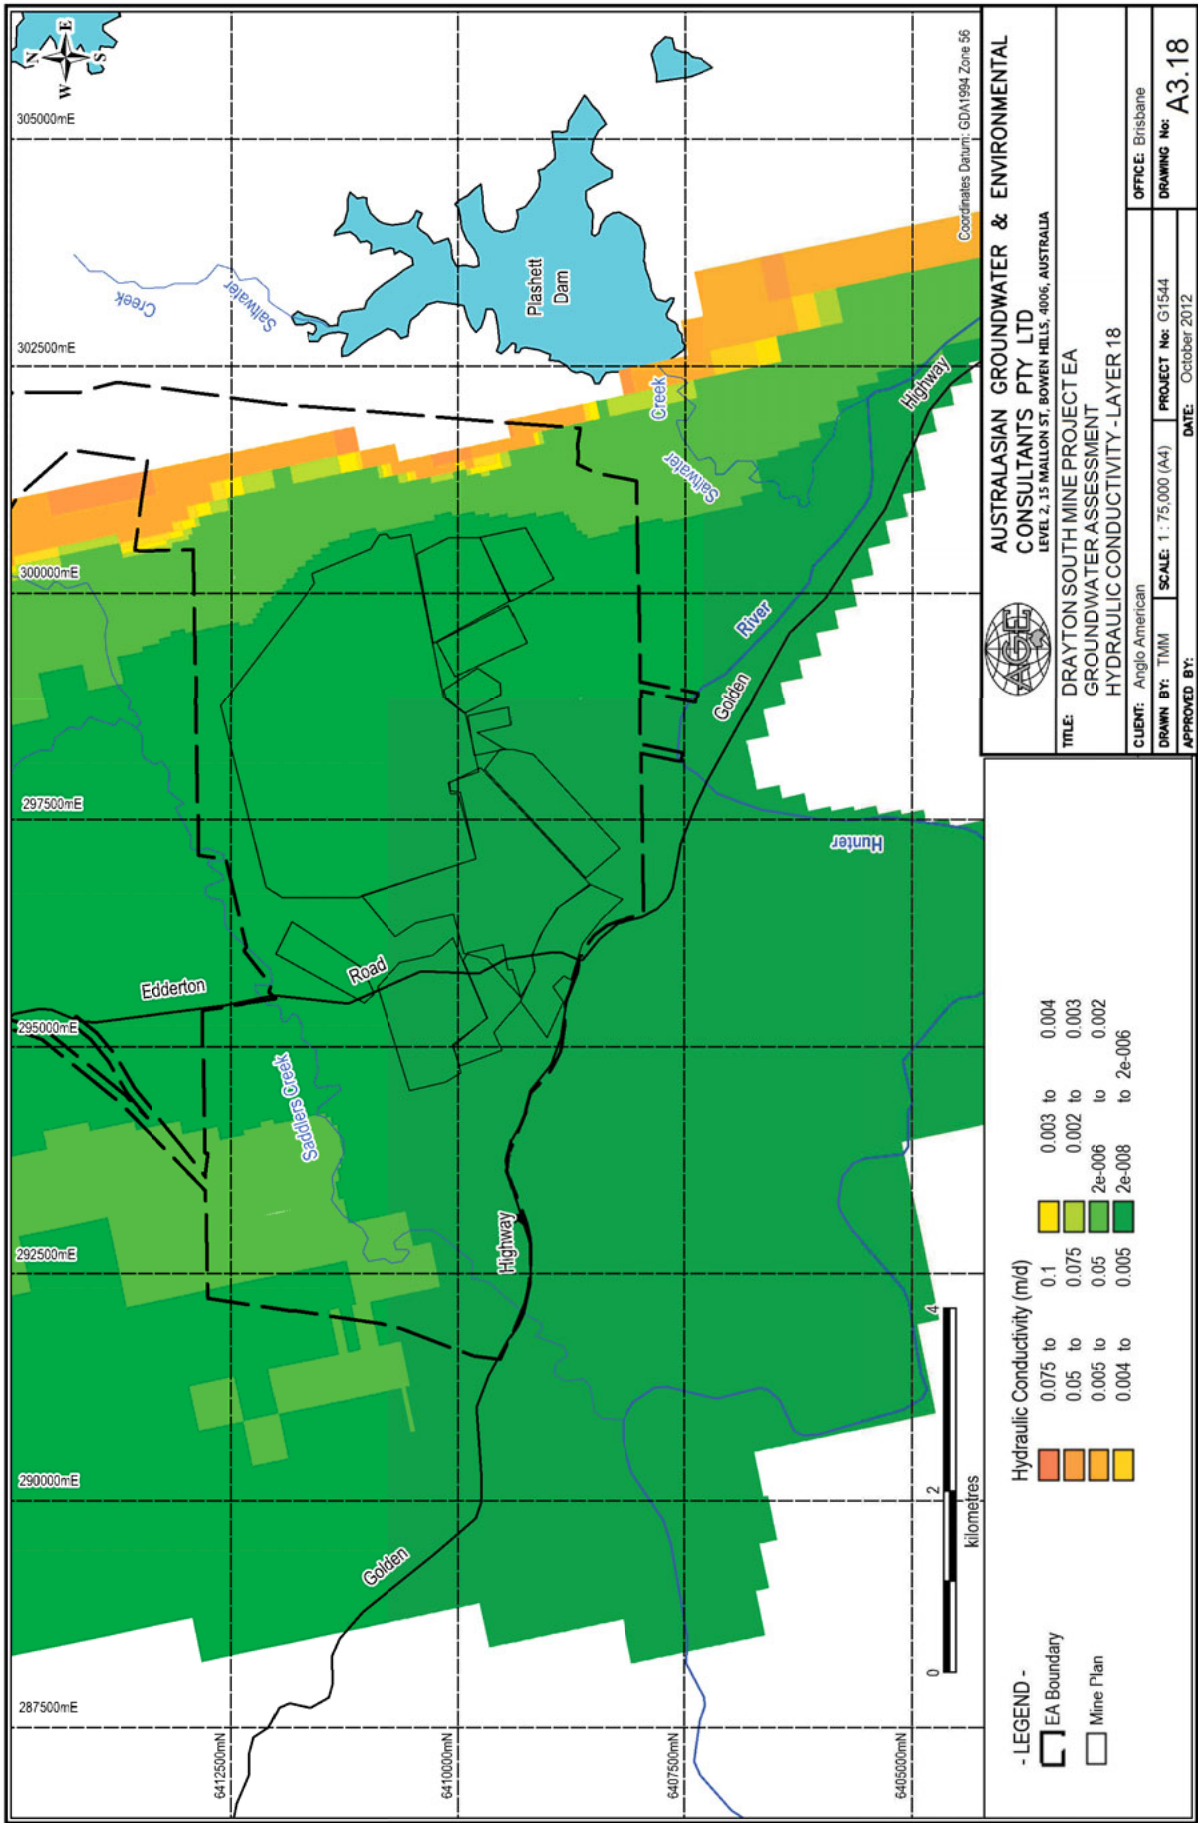 N
W
E
S
287500mE
290000mE
292500mE
295000mE
297500mE
300000mE
302500mE
305000mE
6412500mN
6410000mN
6407500mN
6405000mN
Edderton
Road
Saddlers Creek
Saltwater
Creek
Plashett
Dam
Creek
Saltwater
Golden
Highway
Golden
River
Highway
Hunter
Coordinates Datum: GDA1994 Zone 56
0 2 4
kilometres
- LEGEND -
EA Boundary
Mine Plan
Hydraulic Conductivity (m/d)
0.075 to 0.1
0.05 to 0.075
0.005 to 0.05
0.004 to 0.005
0.003 to 0.004
0.002 to 0.003
2e-006 to 0.002
2e-008 to 2e-006
AGE
AUSTRALASIAN GROUNDWATER & ENVIRONMENTAL
CONSULTANTS PTY LTD
LEVEL 2, 15 MALLON ST, BOWEN HILLS, 4006, AUSTRALIA
TITLE: DRAYTON SOUTH MINE PROJECT EA
GROUNDWATER ASSESSMENT
HYDRAULIC CONDUCTIVITY - LAYER 18
CLIENT: Anglo American
OFFICE: Brisbane
DRAWN BY: TMM
SCALE: 1 : 75,000 (A4)
PROJECT No: G1544
DRAWING No: A3.18
APPROVED BY:
DATE: October 2012